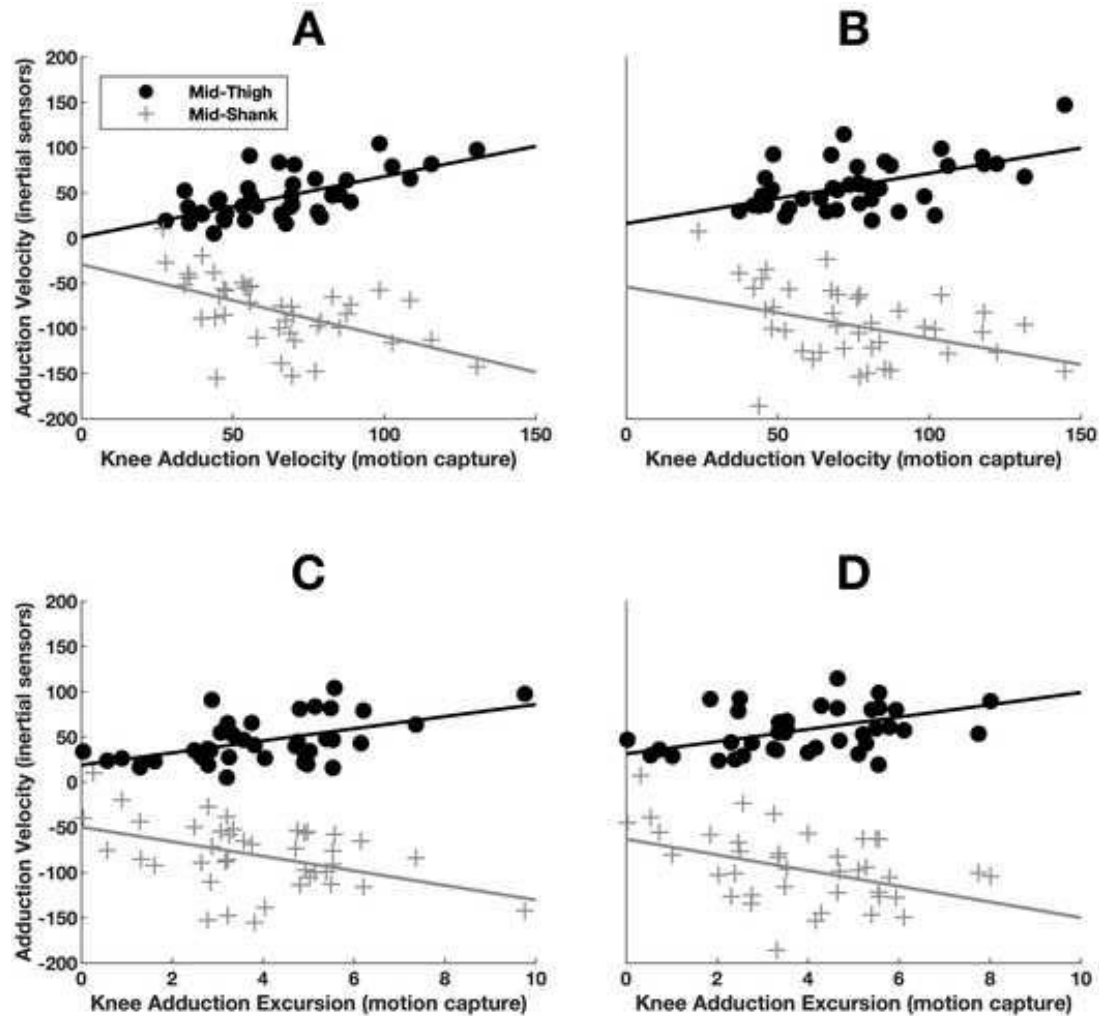 A
B
Adduction Velocity (inertial sensors)
200
150
100
50
0
-50
-100
-150
-200
Mid-Thigh
Mid-Shank
0 50 100 150
Knee Adduction Velocity (motion capture)
0 50 100 150
Knee Adduction Velocity (motion capture)
C
D
Adduction Velocity (inertial sensors)
200
150
100
50
0
-50
-100
-150
-200
0 2 4 6 8 10
Knee Adduction Excursion (motion capture)
0 2 4 6 8 10
Knee Adduction Excursion (motion capture)